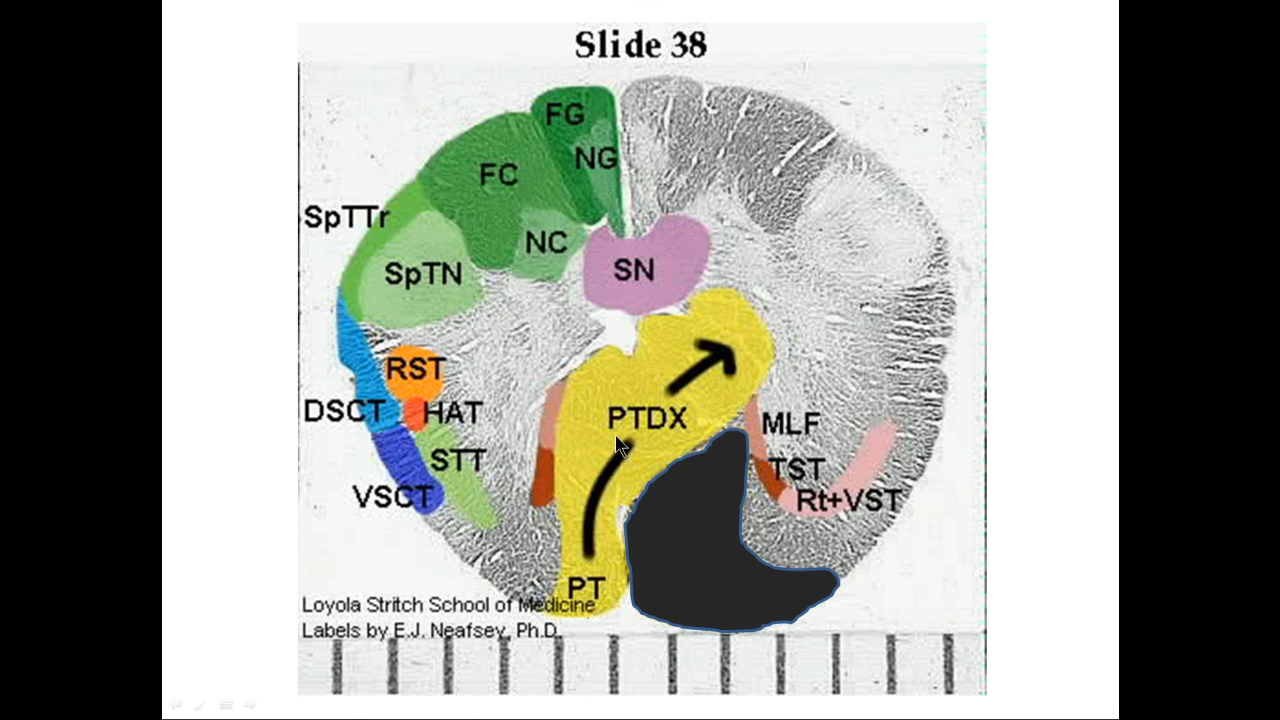 Slide 38
FG
NG
FC
SpTTr
NC
SpTN
SN
RST
DSCT
HAT
PTDX
MLF
STT
TST
VSCT
Rt+VST
PT
Loyola Stritch School of Medicine
Labels by E.J. Neafsey, Ph.D.